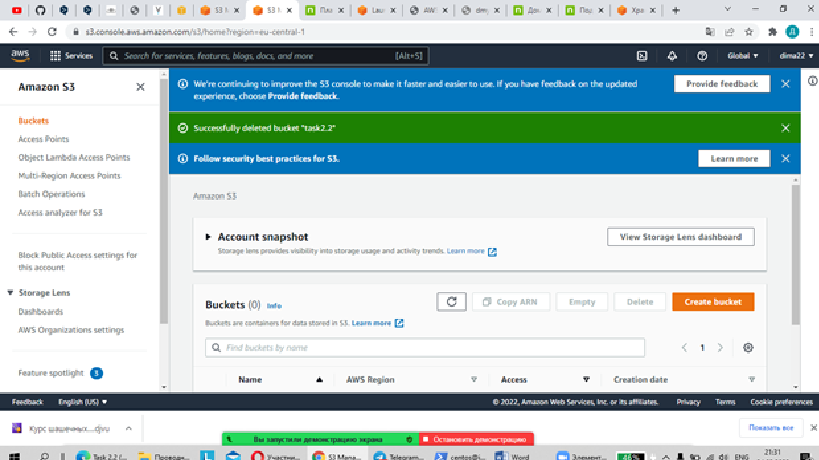 S3 M
S3 M
Пла
Lau
AW
dm
До
Под
Хра
s3.console.aws.amazon.com/s3/home?region=eu-central-1
aws
Services
Search for services, features, blogs, docs, and more
[Alt+S]
Global
dima22
Amazon S3
Buckets
Access Points
Object Lambda Access Points
Multi-Region Access Points
Batch Operations
Access analyzer for S3
Block Public Access settings for
this account
Storage Lens
Dashboards
AWS Organizations settings
Feature spotlight 3
We're continuing to improve the S3 console to make it faster and easier to use. If you have feedback on the updated
experience, choose Provide feedback.
Provide feedback
Successfully deleted bucket "task2.2"
Follow security best practices for S3.
Learn more
Amazon S3
Account snapshot
Storage lens provides visibility into storage usage and activity trends. Learn more
View Storage Lens dashboard
Buckets (0) Info
Copy ARN
Empty
Delete
Create bucket
Buckets are containers for data stored in S3. Learn more
Find buckets by name
1
Name
AWS Region
Access
Creation date
Feedback
English (US)
© 2022, Amazon Web Services, Inc. or its affiliates.
Privacy
Terms
Cookie preferences
Курс шашечных....djvu
Показать все
Вы запустили демонстрацию экрана
Остановить демонстрацию
Task 2.2 (...
Проводн...
Участни...
S3 Mana...
Telegram...
centos@i...
Word
Элемент...
46%
ENG
21:31